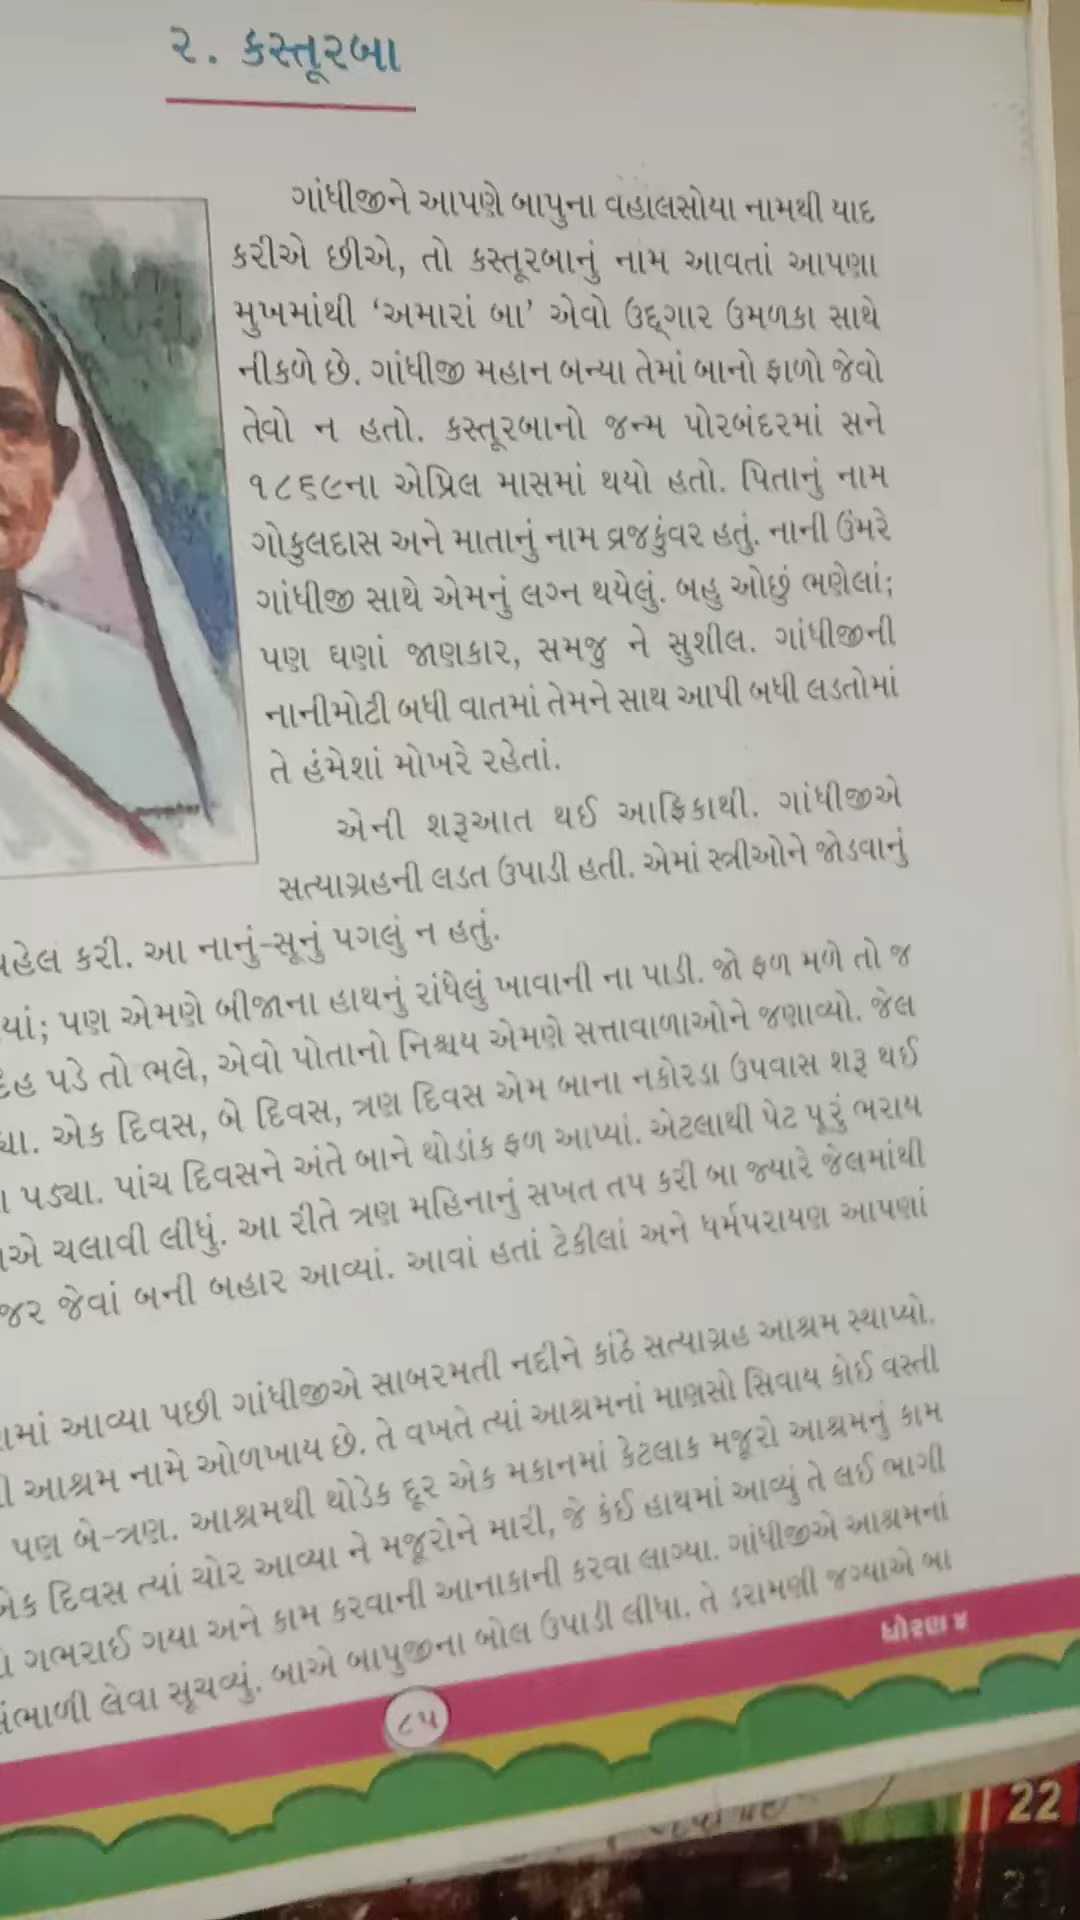 ૨. કસ્તૂરબા
ગાંધીજીને આપણે બાપુના વહાલસોયા નામથી યાદ
કરીએ છીએ, તો કસ્તૂરબાનું નામ આવતાં આપણા
મુખમાંથી ‘અમારાં બા’ એવો ઉદ્ગાર ઉમળકા સાથે
નીકળે છે. ગાંધીજી મહાન બન્યા તેમાં બાનો ફાળો જેવો
તેવો ન હતો. કસ્તૂરબાનો જન્મ પોરબંદરમાં સને
૧૮૬૯ના એપ્રિલ માસમાં થયો હતો. પિતાનું નામ
ગોકુલદાસ અને માતાનું નામ વ્રજકુંવર હતું. નાની ઉંમરે
ગાંધીજી સાથે એમનું લગ્ન થયેલું. બહુ ઓછું ભણેલાં;
પણ ઘણાં જાણકાર, સમજુ ને સુશીલ. ગાંધીજીની
નાનીમોટી બધી વાતમાં તેમને સાથ આપી બધી લડતોમાં
તે હંમેશાં મોખરે રહેતાં.
એની શરૂઆત થઈ આફ્રિકાથી. ગાંધીજીએ
સત્યાગ્રહની લડત ઉપાડી હતી. એમાં સ્ત્રીઓને જોડવાનું
કરી. આ નાનું-સૂનું પગલું ન હતું.
પણ એમણે બીજાના હાથનું રાંધેલું ખાવાની ના પાડી. જો ફળ મળે તો જ
પડે તો ભલે, એવો પોતાનો નિશ્ચય એમણે સત્તાવાળાઓને જણાવ્યો. જેલ
એક દિવસ, બે દિવસ, ત્રણ દિવસ એમ બાના નકોરડા ઉપવાસ શરૂ થઈ
પડ્યા. પાંચ દિવસને અંતે બાને થોડાંક ફળ આપ્યાં. એટલાથી પેટ પૂરું ભરાય
ચલાવી લીધું. આ રીતે ત્રણ મહિનાનું સખત તપ કરી બા જ્યારે જેલમાંથી
જેવાં બની બહાર આવ્યાં. આવાં હતાં ટેકીલાં અને ધર્મપરાયણ આપણાં
આવ્યા પછી ગાંધીજીએ સાબરમતી નદીને કાંઠે સત્યાગ્રહ આશ્રમ સ્થાપ્યો.
આશ્રમ નામે ઓળખાય છે. તે વખતે ત્યાં આશ્રમનાં માણસો સિવાય કોઈ વસ્તી
પણ બે-ત્રણ. આશ્રમથી થોડેક દૂર એક મકાનમાં કેટલાક મજૂરો આશ્રમનું કામ
દિવસ ત્યાં ચોર આવ્યા ને મજૂરોને મારી, જે કંઈ હાથમાં આવ્યું તે લઈ ભાગી
ગભરાઈ ગયા અને કામ કરવાની આનાકાની કરવા લાગ્યા. ગાંધીજીએ આશ્રમનાં
લેવા સૂચવ્યું. બાએ બાપુજીના બોલ ઉપાડી લીધા. તે ડરામણી જગ્યાએ બા
ધોરણ ૪
૮૫
22